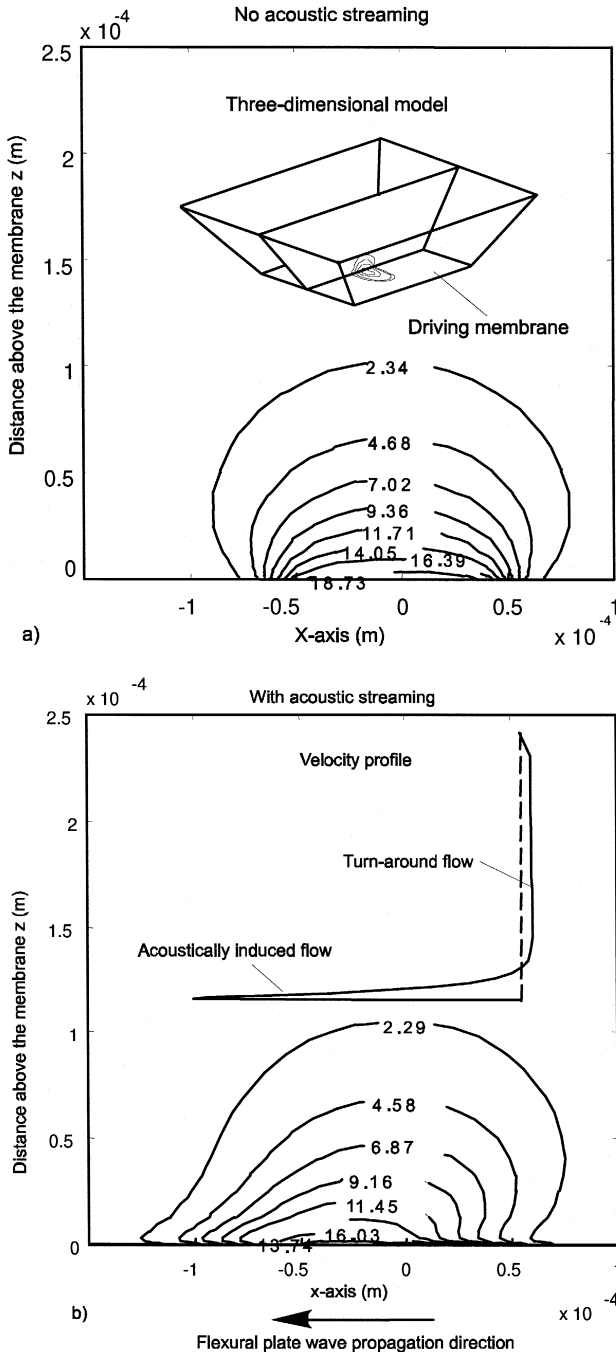 No acoustic streaming
x 10 -4
2.5
Three-dimensional model
2
1.5
Driving membrane
1
2.34
4.68
0.5
7.02
9.36
11.71
14.05
16.39
0
18.73
-1
-0.5
0
0.5
1
Distance above the membrane z (m)
X-axis (m)
x 10 -4
a)
With acoustic streaming
x 10 -4
2.5
Velocity profile
2
Turn-around flow
1.5
Acoustically induced flow
1
2.29
4.58
0.5
6.87
9.16
11.45
16.03
0
13.74
-1
-0.5
0
0.5
1
Distance above the membrane z (m)
x-axis (m)
x 10 -4
b)
Flexural plate wave propagation direction